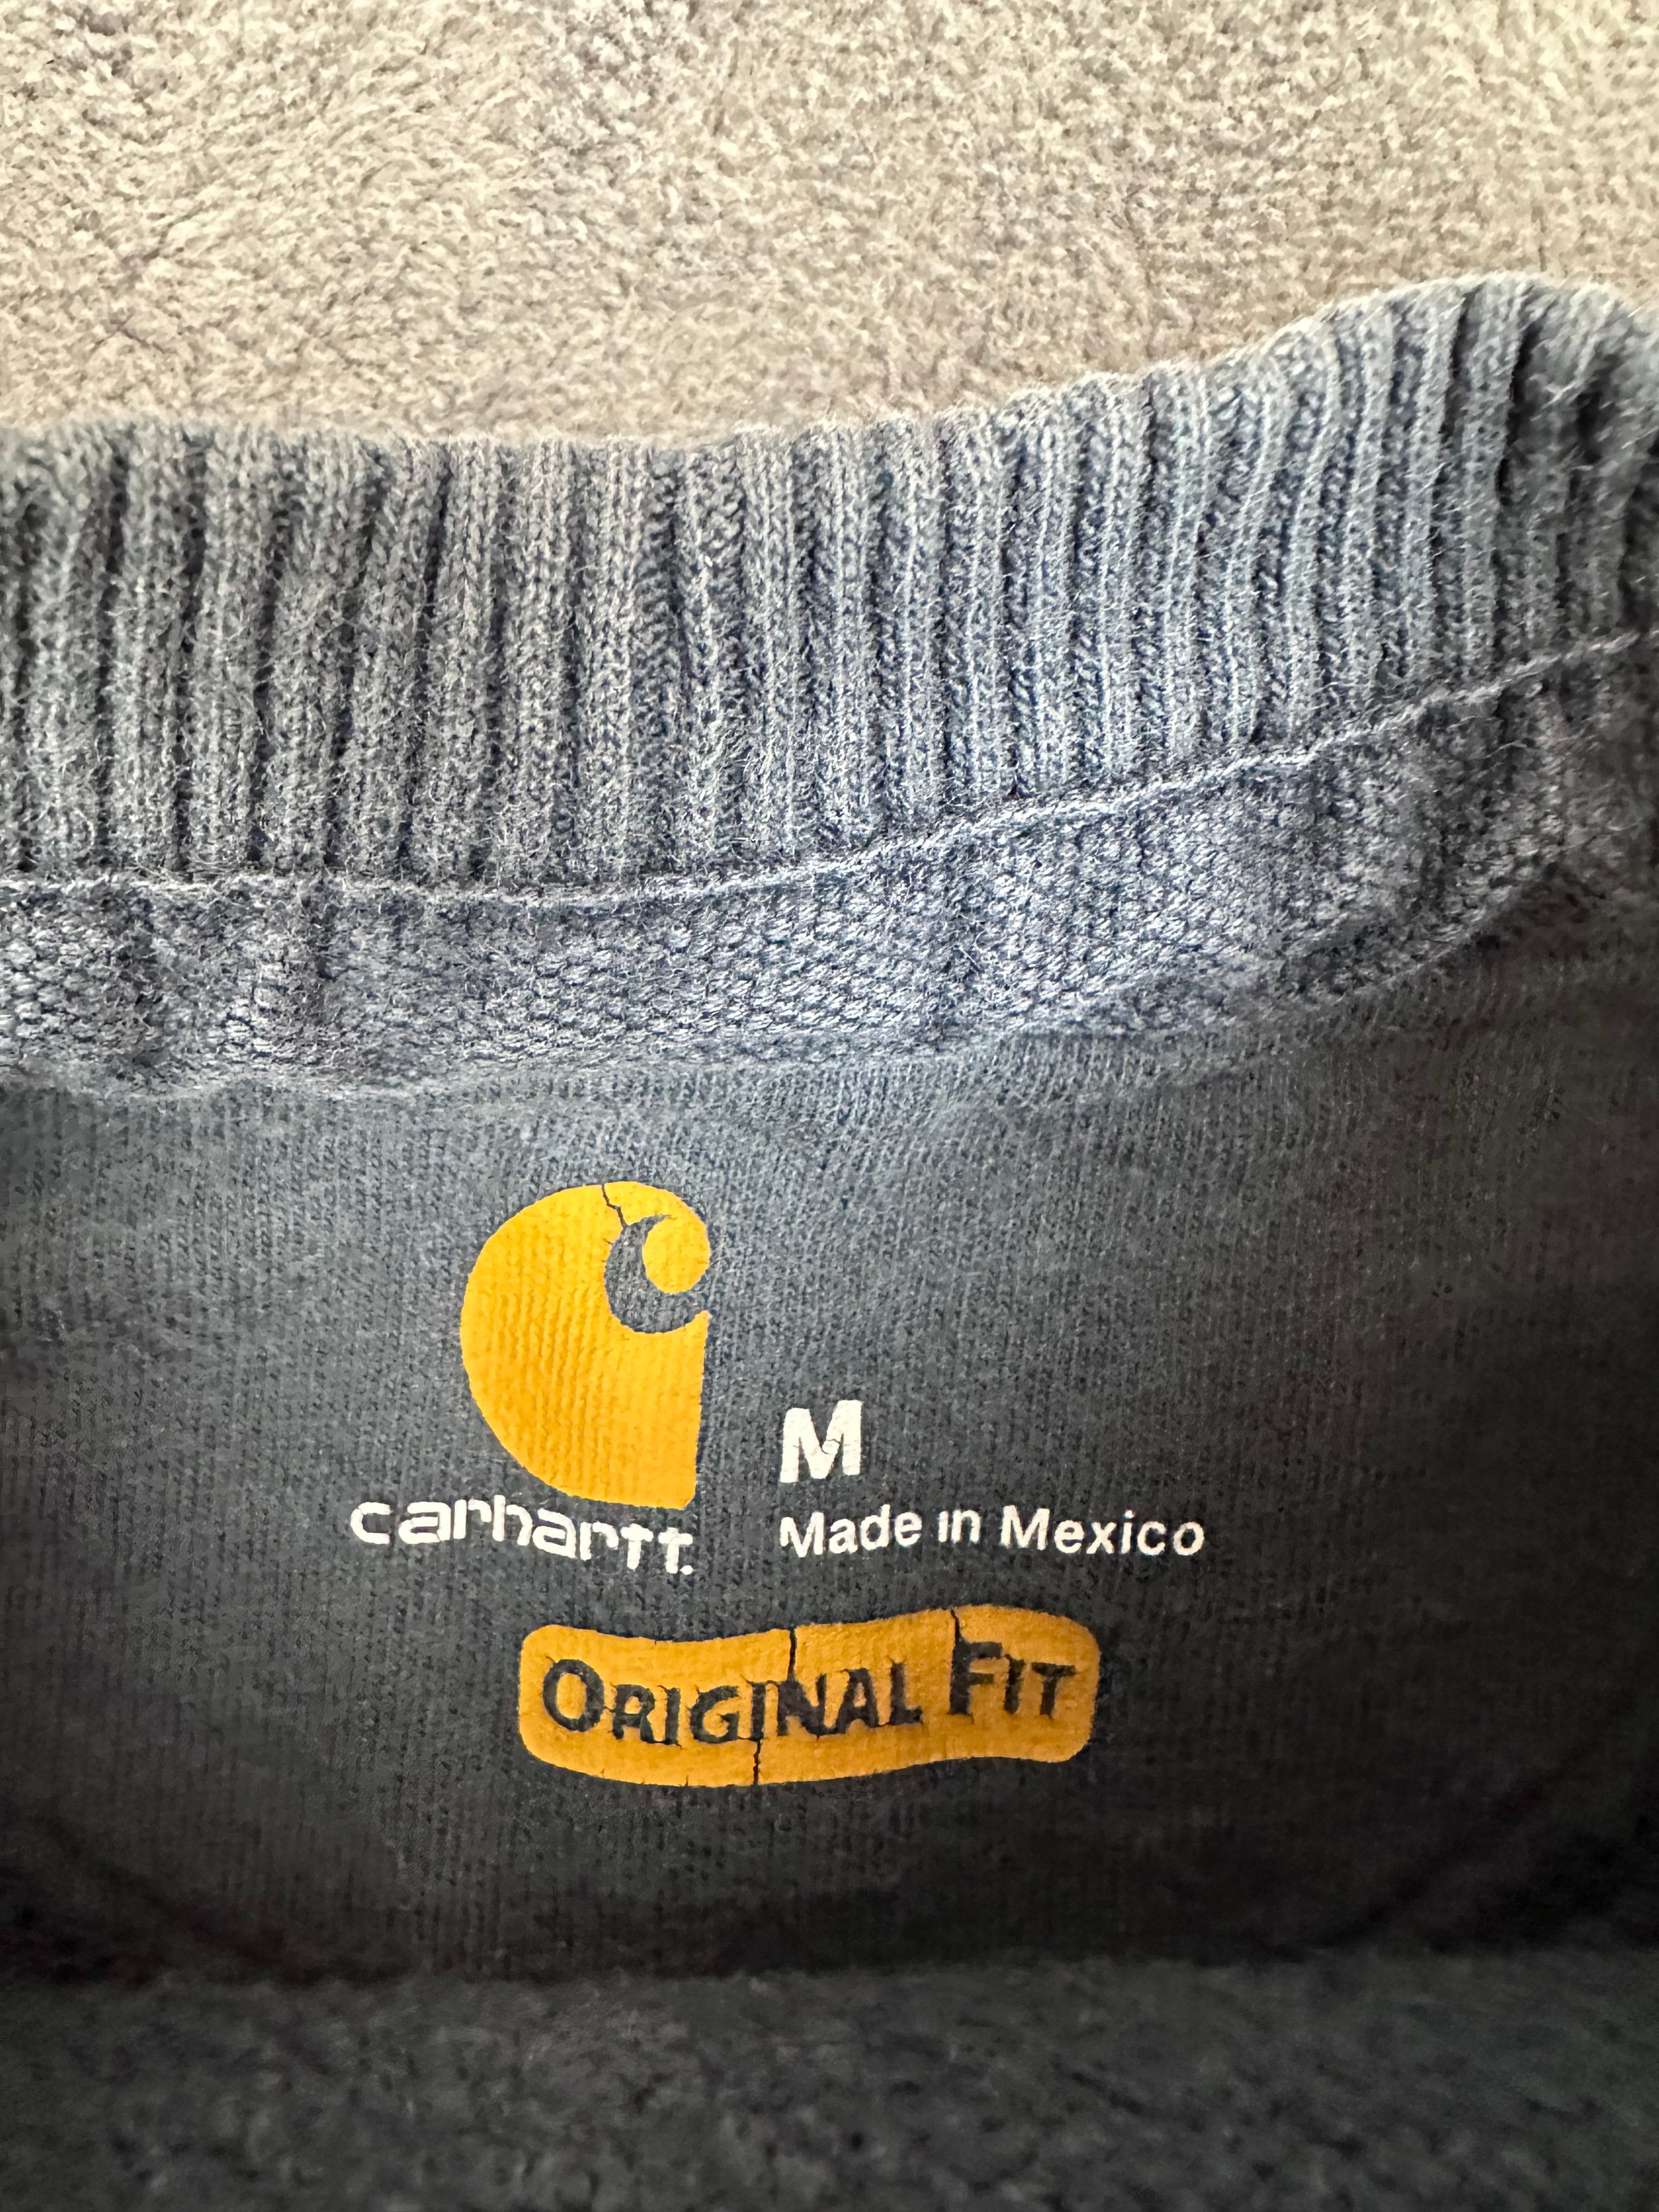 M
carhartt.
Made in Mexico
ORIGINAL FIT